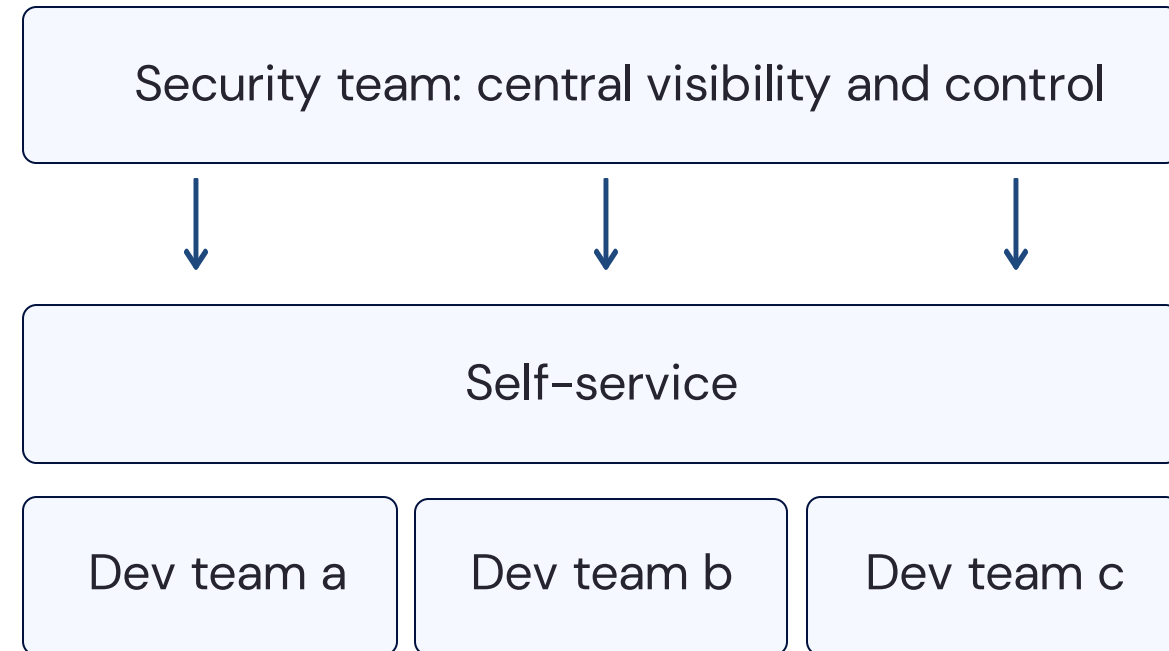 Security team: central visibility and control
Self-service
Dev team a
Dev team b
Dev team c